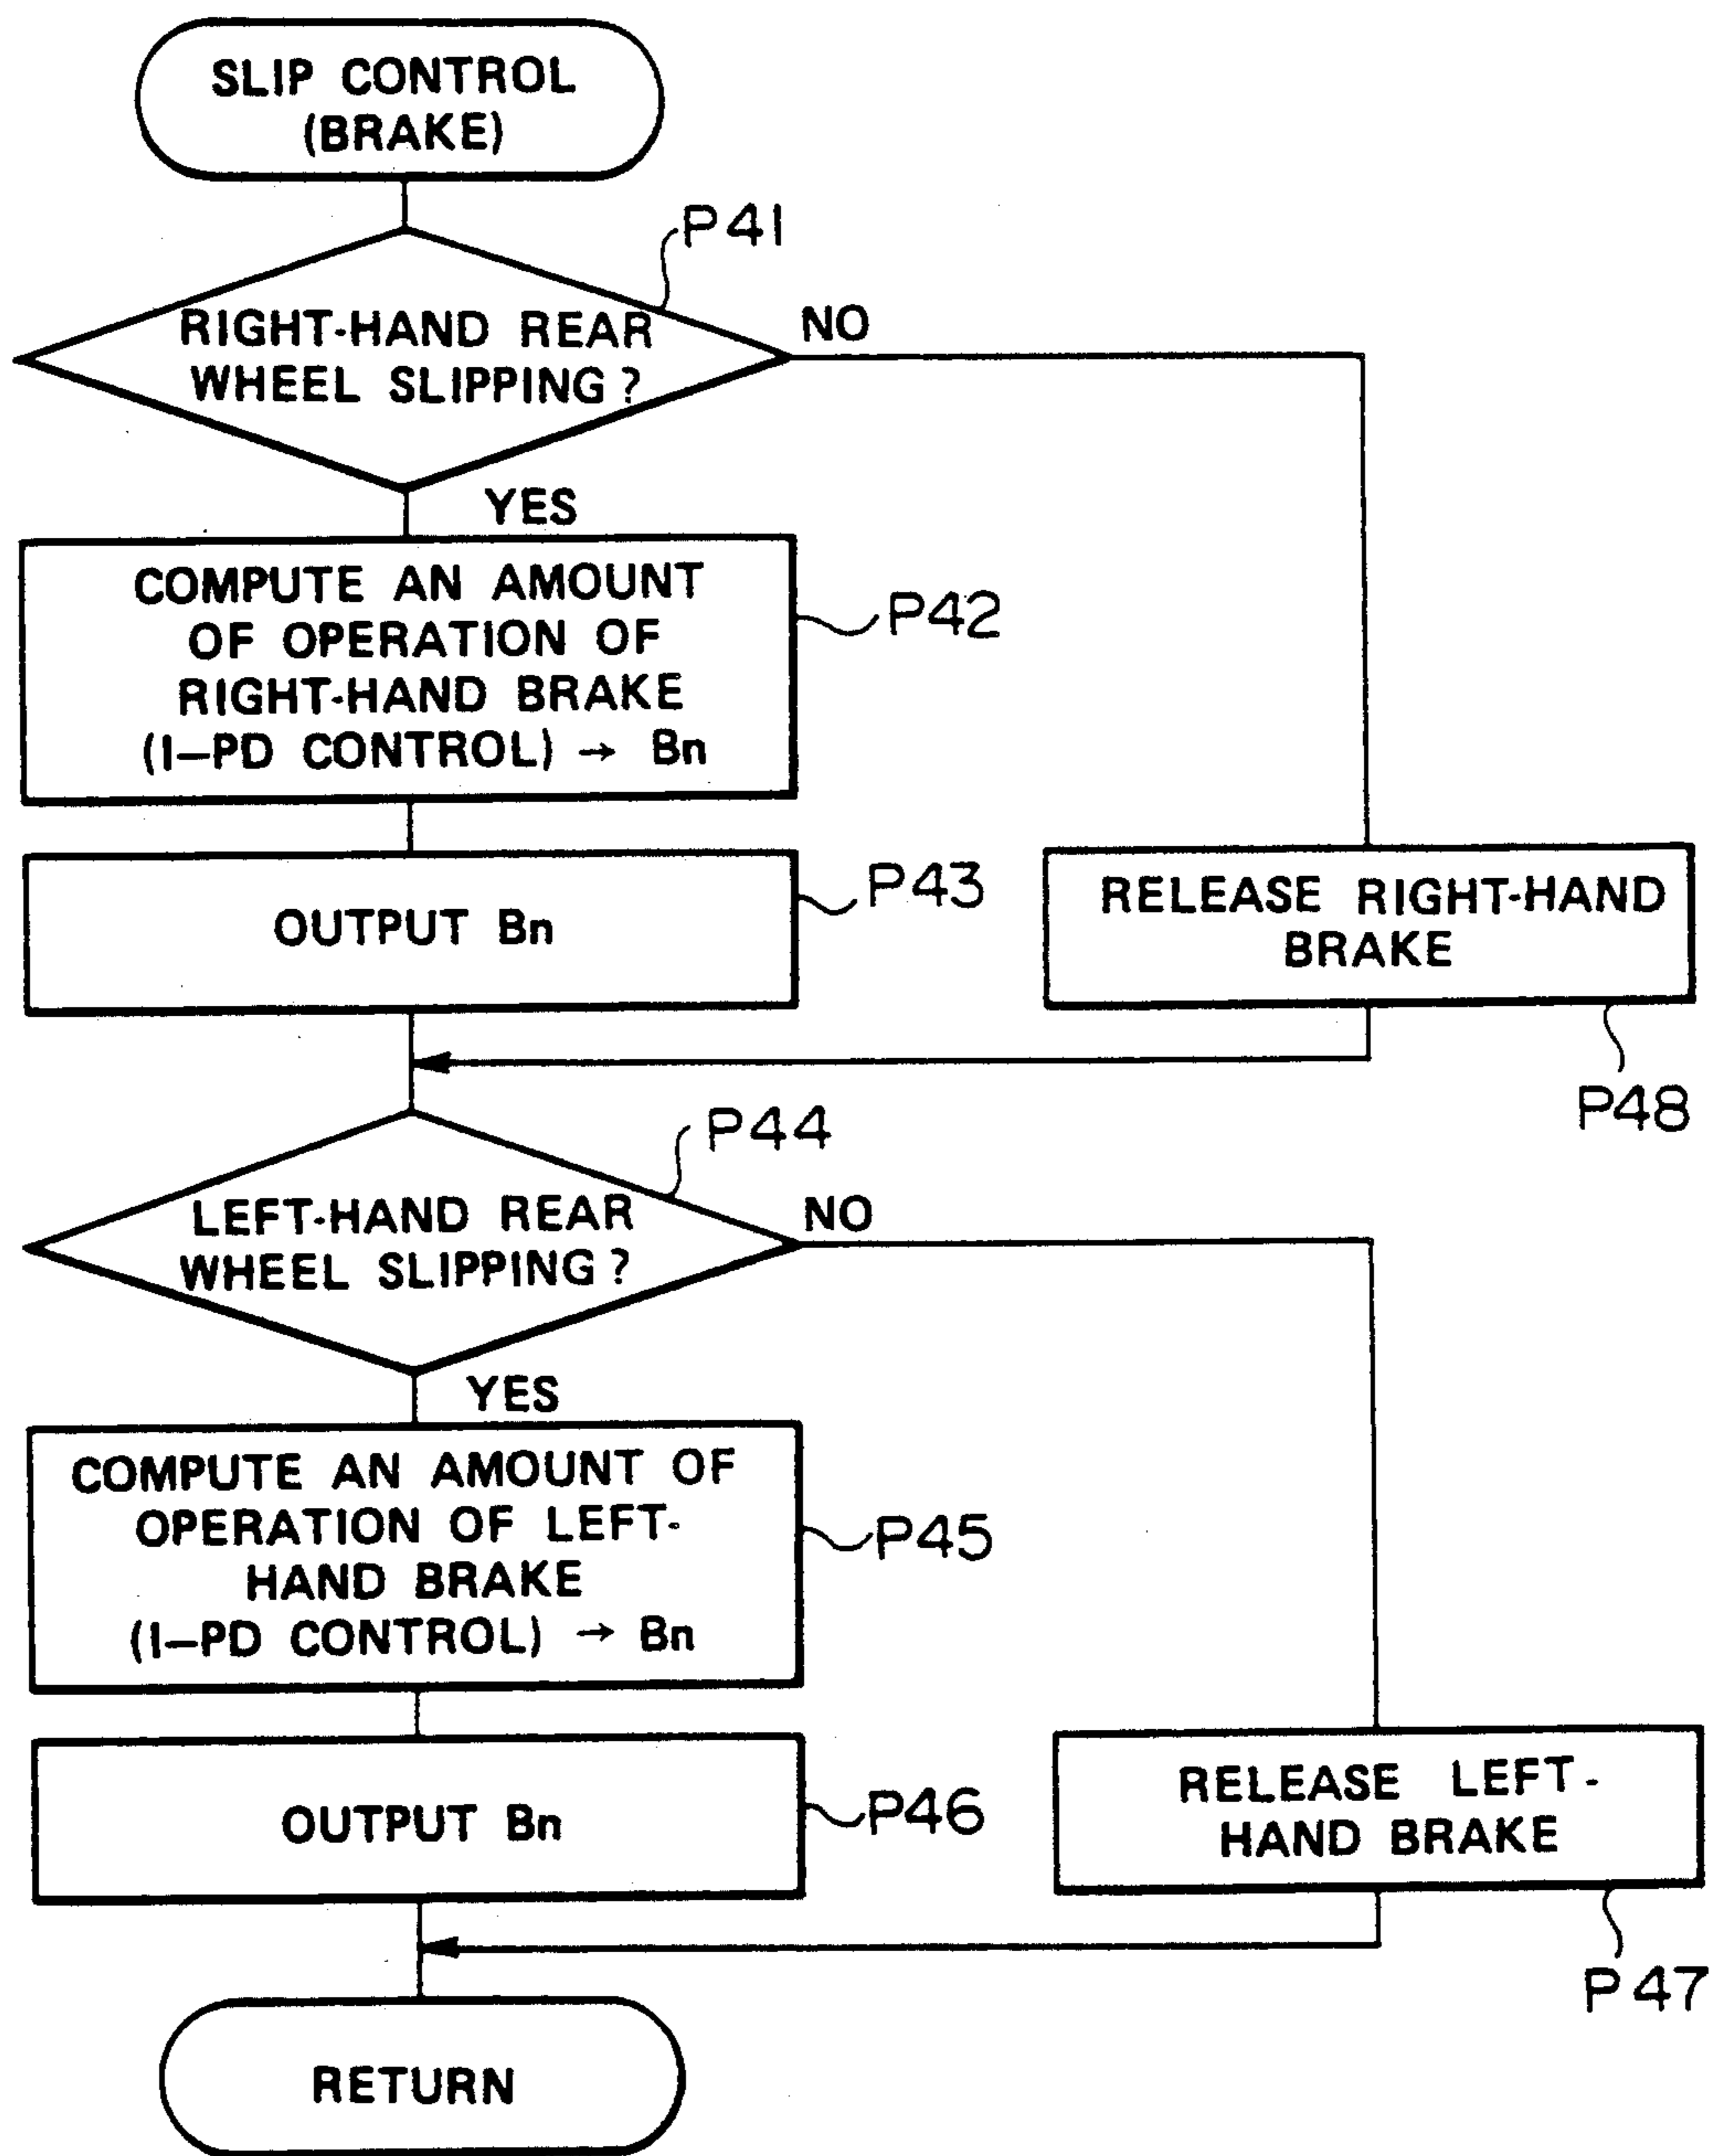 SLIP CONTROL
(BRAKE)
P41
RIGHT-HAND REAR
WHEEL SLIPPING?
NO
YES
COMPUTE AN AMOUNT
OF OPERATION OF
RIGHT-HAND BRAKE
(I-PD CONTROL) → Bn
P42
OUTPUT Bn
P43
RELEASE RIGHT-HAND
BRAKE
P48
P44
LEFT-HAND REAR
WHEEL SLIPPING?
NO
YES
COMPUTE AN AMOUNT OF
OPERATION OF LEFT-
HAND BRAKE
(I-PD CONTROL) → Bn
P45
OUTPUT Bn
P46
RELEASE LEFT-
HAND BRAKE
P47
RETURN